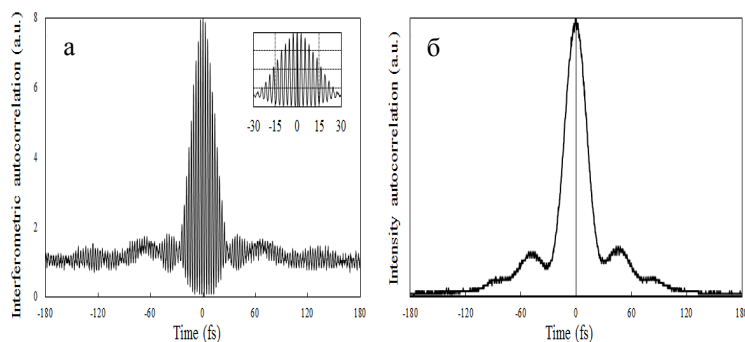 Interferometric autocorrelation (a.u.)
8
6
4
2
0
а
-30 -15 0 15 30
-180 -120 -60 0 60 120 180
Time (fs)
Intensity autocorrelation (a.u.)
б
-180 -120 -60 0 60 120 180
Time (fs)